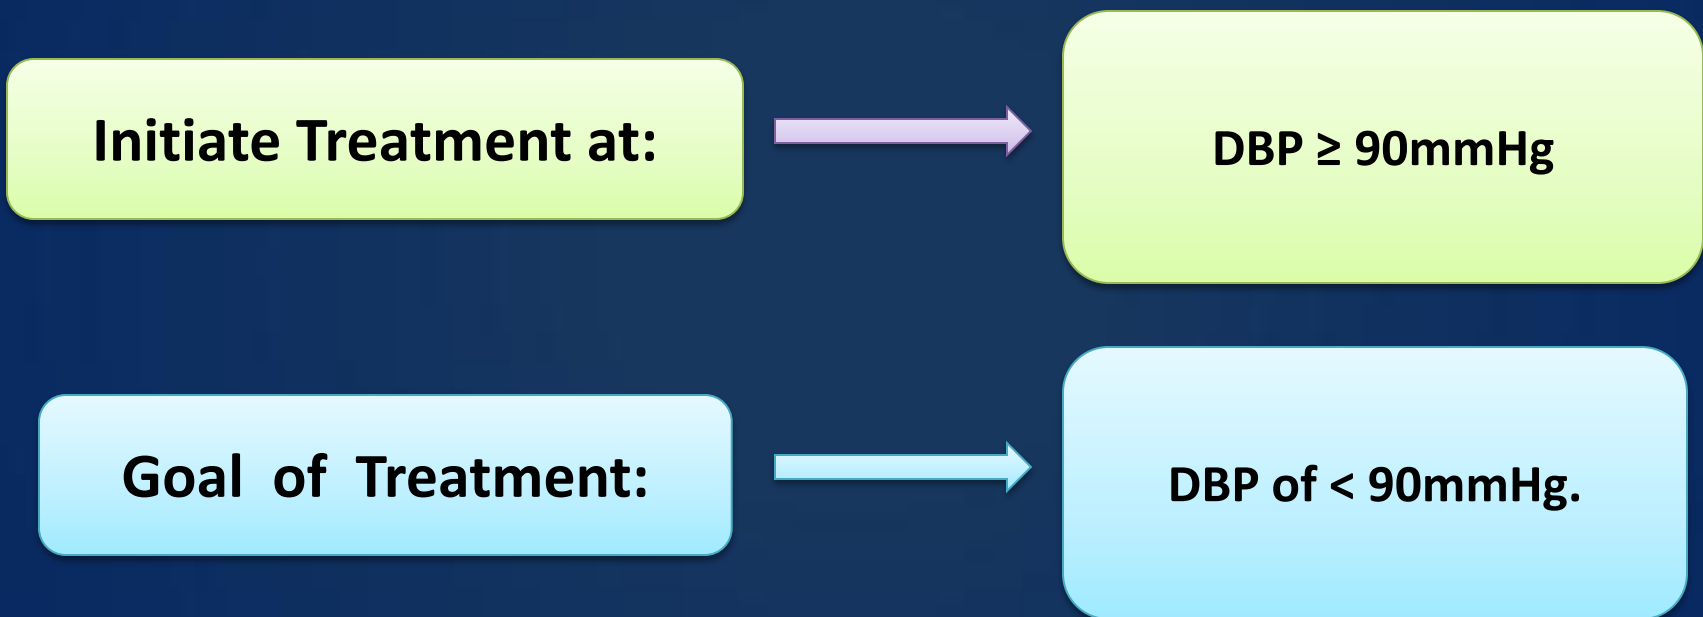 Initiate Treatment at:
DBP ≥ 90mmHg
Goal of Treatment:
DBP of < 90mmHg.